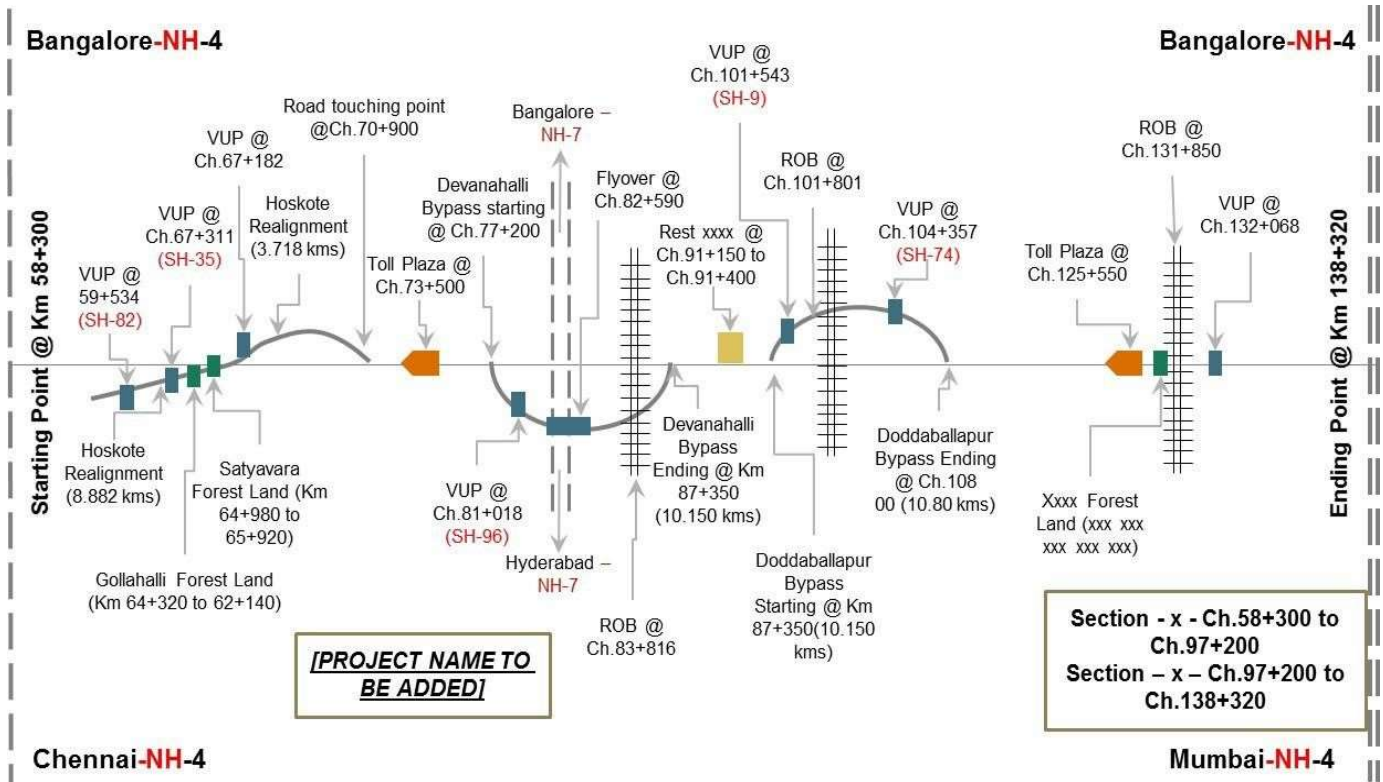 Bangalore-NH-4
Bangalore-NH-4
Starting Point @ Km 58+300
VUP @
59+534
(SH-82)
VUP @
Ch.67+311
(SH-35)
VUP @
Ch.67+182
Hoskote
Realignment
(3.718 kms)
Road touching point
@Ch.70+900
Toll Plaza @
Ch.73+500
Devanahalli
Bypass starting
@ Ch.77+200
Bangalore –
NH-7
Flyover @
Ch.82+590
Rest xxxx @
Ch.91+150 to
Ch.91+400
VUP @
Ch.101+543
(SH-9)
ROB @
Ch.101+801
VUP @
Ch.104+357
(SH-74)
Toll Plaza @
Ch.125+550
ROB @
Ch.131+850
VUP @
Ch.132+068
Ending Point @ Km 138+320
Hoskote
Realignment
(8.882 kms)
Gollahalli Forest Land
(Km 64+320 to 62+140)
Satyavara
Forest Land (Km
64+980 to
65+920)
VUP @
Ch.81+018
(SH-96)
Hyderabad –
NH-7
ROB @
Ch.83+816
Devanahalli
Bypass
Ending @ Km
87+350
(10.150 kms)
Doddaballapur
Bypass
Starting @ Km
87+350(10.150
kms)
Doddaballapur
Bypass Ending
@ Ch.108
00 (10.80 kms)
Xxxx Forest
Land (xxx xxx
xxx xxx xxx)
[PROJECT NAME TO
BE ADDED]
Section - x - Ch.58+300 to
Ch.97+200
Section – x – Ch.97+200 to
Ch.138+320
Chennai-NH-4
Mumbai-NH-4